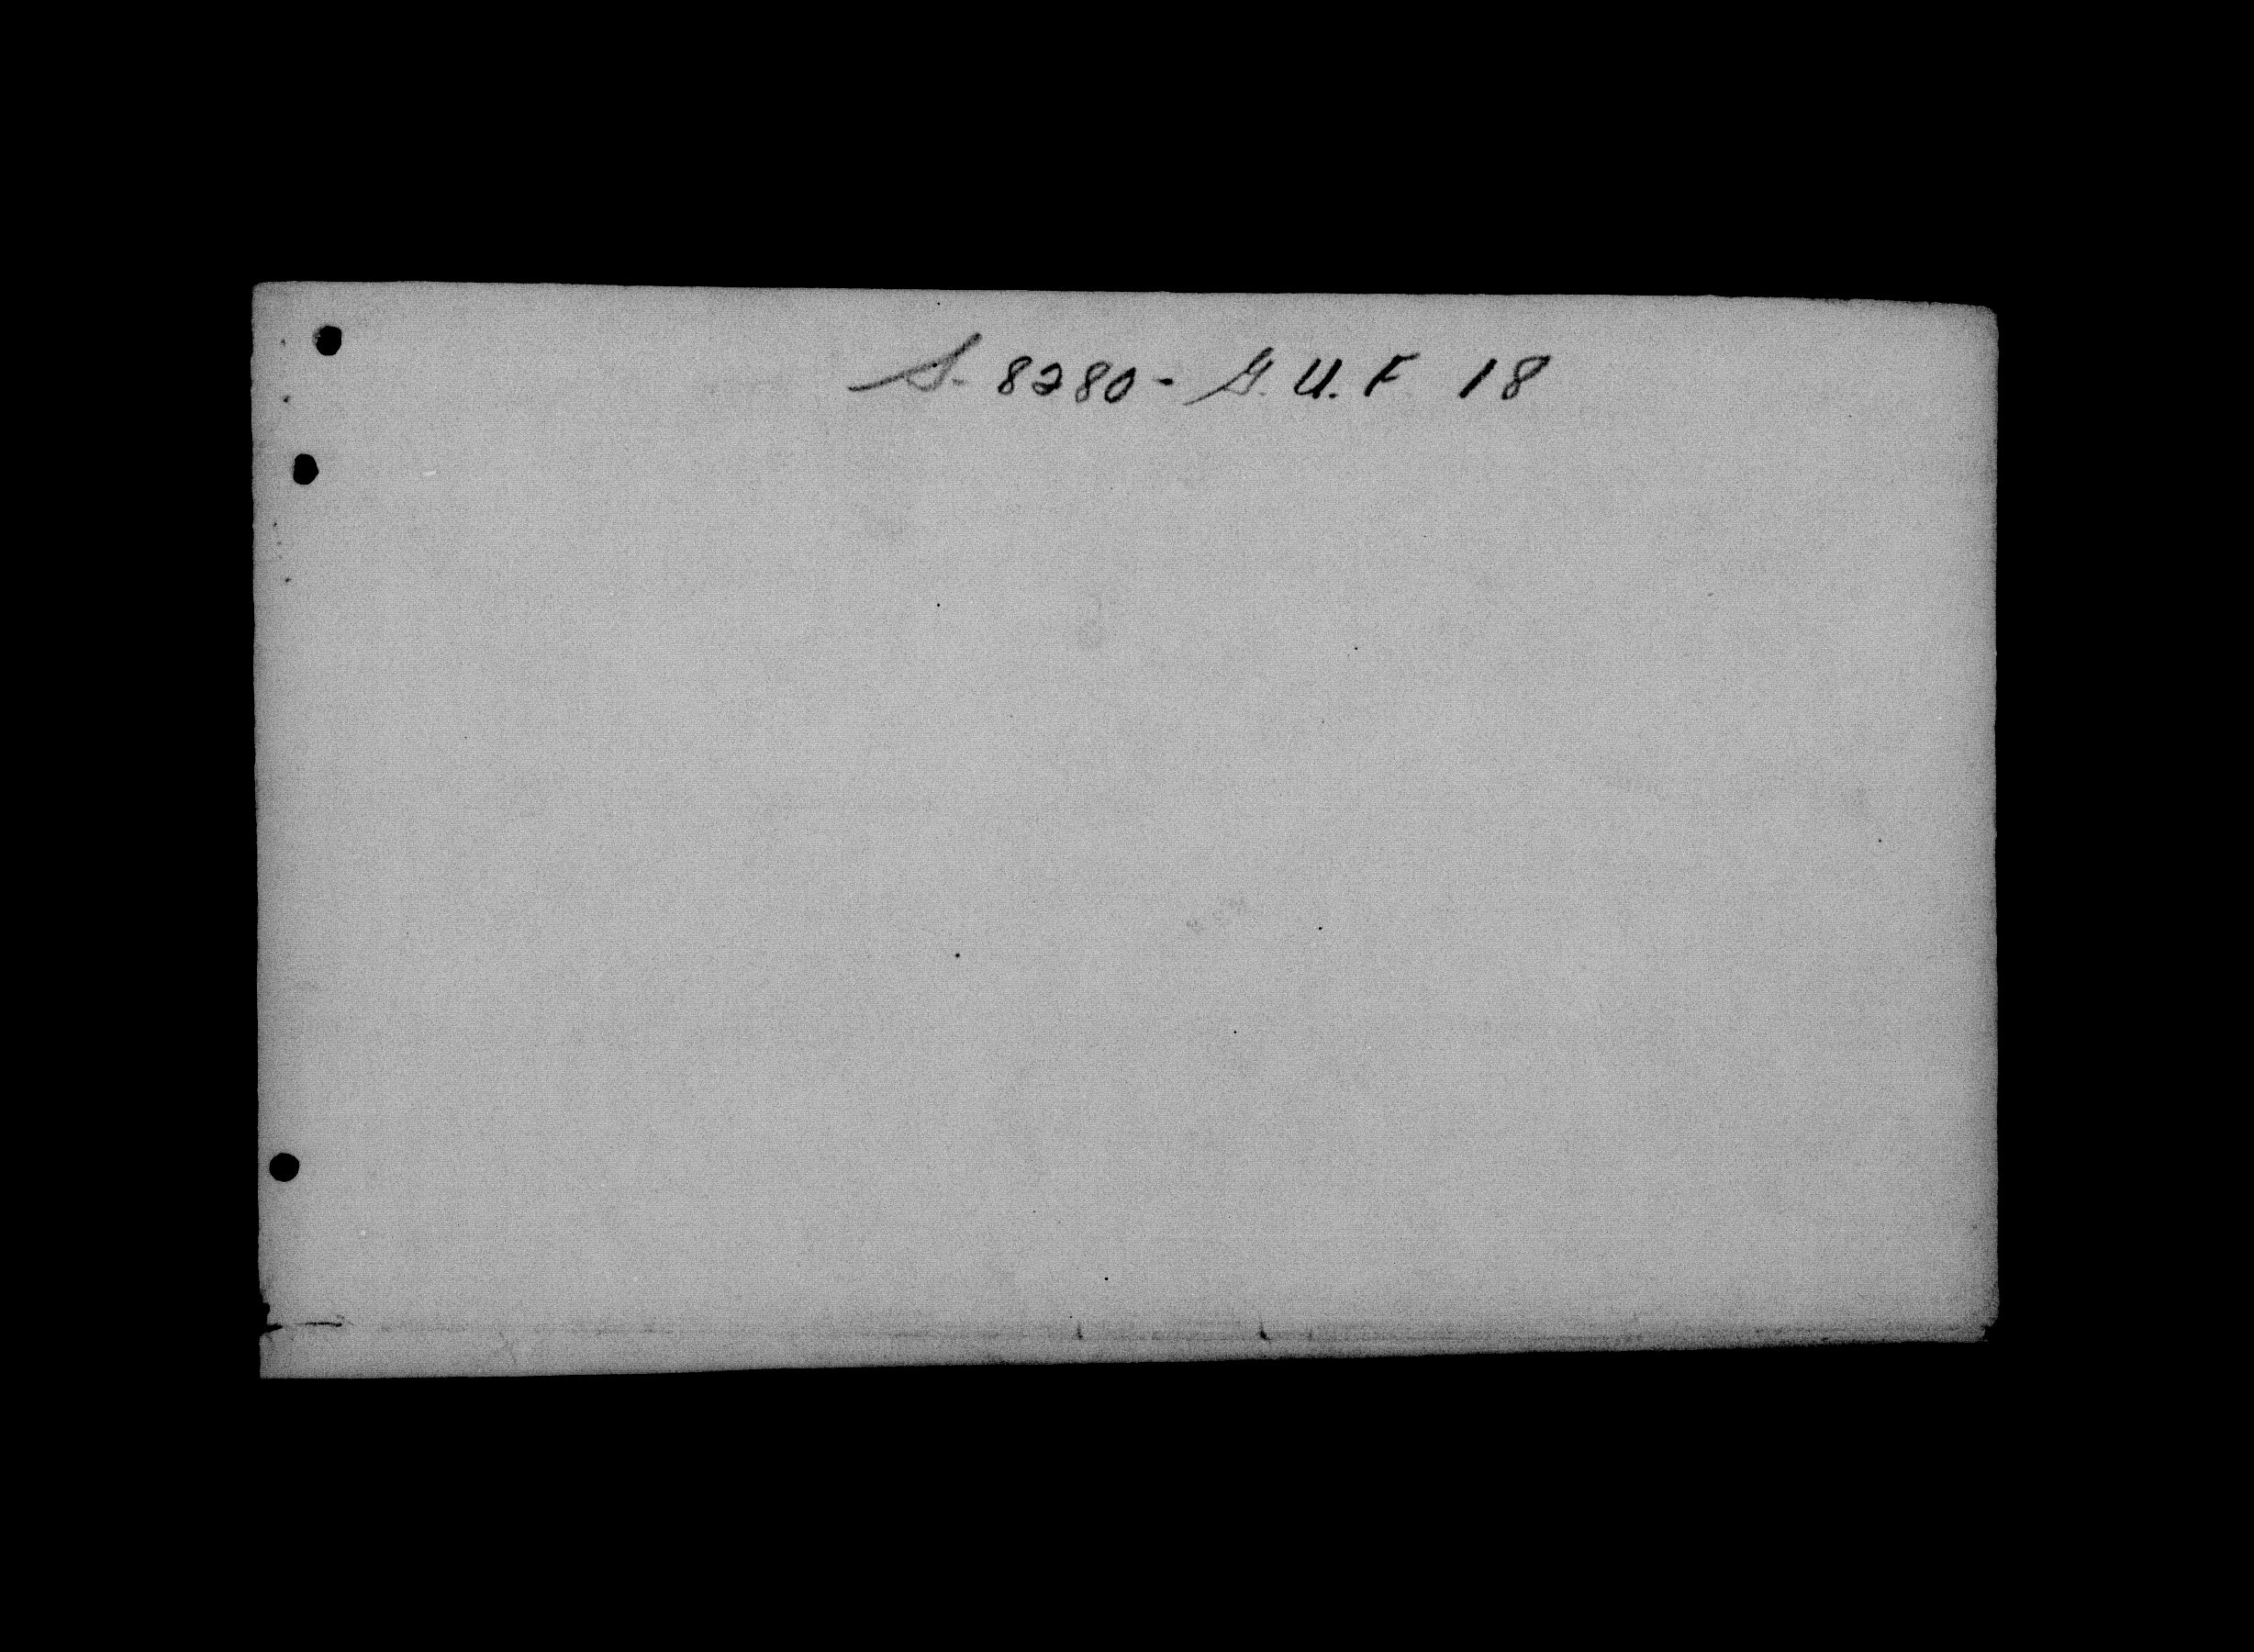 S. 8280 - G. U. F 18